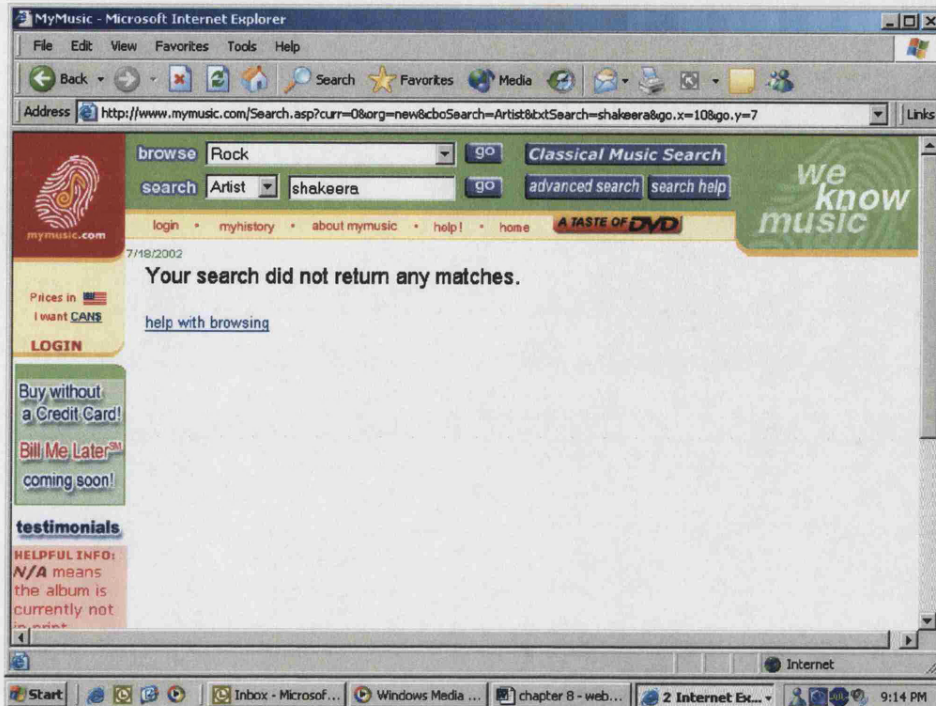 MyMusic - Microsoft Internet Explorer
File Edit View Favorites Tools Help
Back Search Favorites Media
Address http://www.mymusic.com/Search.asp?curr=0&org=new&cboSearch=Artist&txtSearch=shakeera&go.x=10&go.y=7 Links
browse Rock go Classical Music Search
search Artist shakeera go advanced search search help
we know music
mymusic.com
login • myhistory • about mymusic • help! • home A TASTE OF DVD
7/18/2002
Your search did not return any matches.
help with browsing
Prices in
I want CAN$
LOGIN
Buy without
a Credit Card!
Bill Me Later SM
coming soon!
testimonials
HELPFUL INFO:
N/A means
the album is
currently not
in print
Internet
Start Inbox - Microsof... Windows Media ... chapter 8 - web... 2 Internet Ex... 9:14 PM